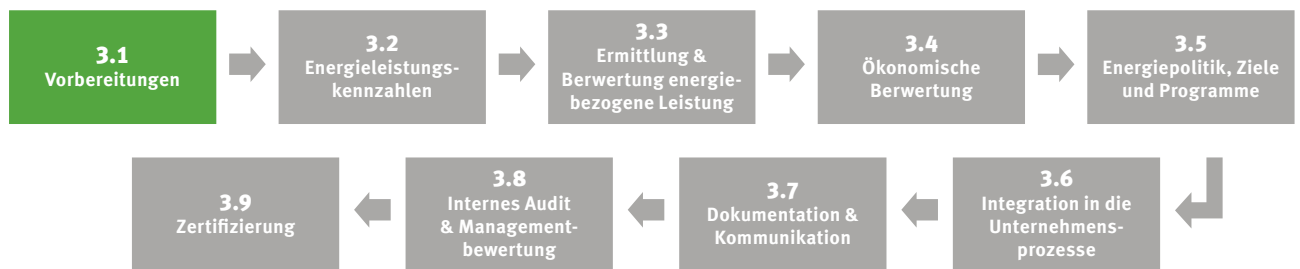 3.1
Vorbereitungen
3.2
Energieleistungs-
kennzahlen
3.3
Ermittlung &
Berwertung energie-
bezogene Leistung
3.4
Ökonomische
Berwertung
3.5
Energiepolitik, Ziele
und Programme
3.6
Integration in die
Unternehmens-
prozesse
3.7
Dokumentation &
Kommunikation
3.8
Internes Audit
& Management-
bewertung
3.9
Zertifizierung